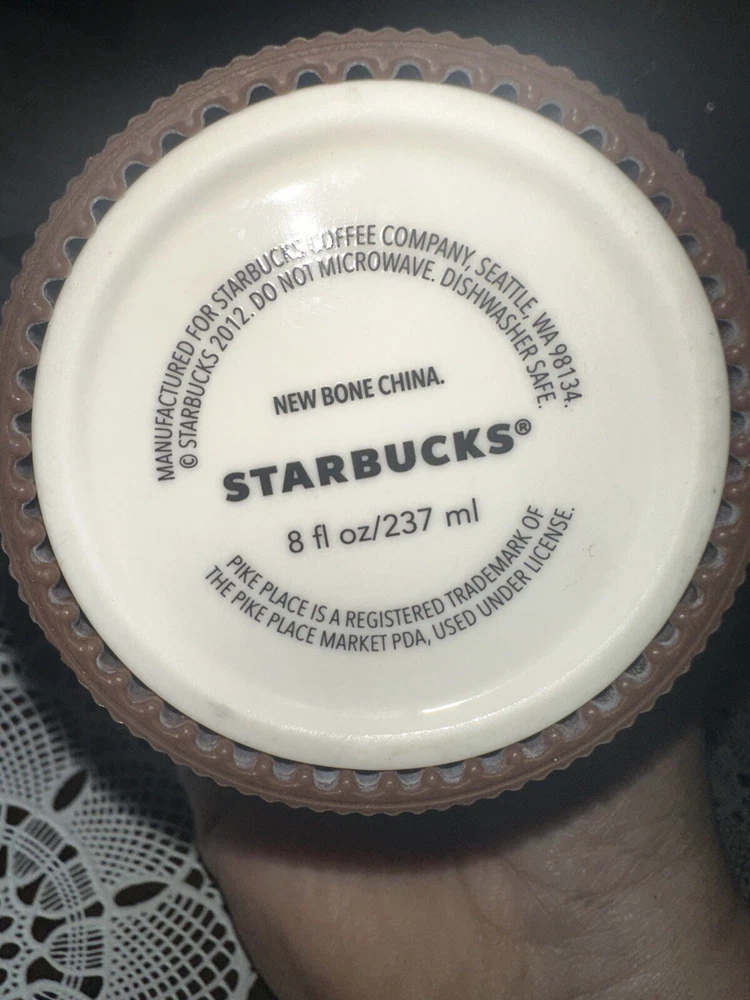 MANUFACTURED FOR STARBUCKS COFFEE COMPANY, SEATTLE, WA 98134.
© STARBUCKS 2012. DO NOT MICROWAVE. DISHWASHER SAFE.
NEW BONE CHINA.
STARBUCKS®
8 fl oz/237 ml
PIKE PLACE IS A REGISTERED TRADEMARK OF
THE PIKE PLACE MARKET PDA, USED UNDER LICENSE.